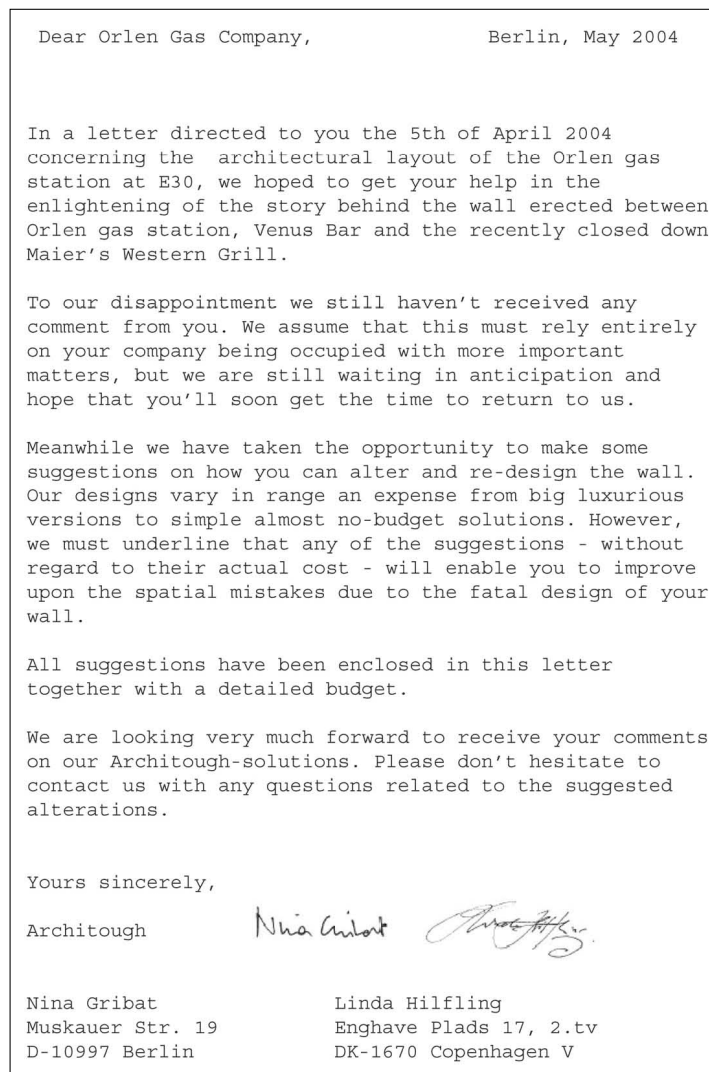 Dear Orlen Gas Company, Berlin, May 2004
In a letter directed to you the 5th of April 2004
concerning the architectural layout of the Orlen gas
station at E30, we hoped to get your help in the
enlightening of the story behind the wall erected between
Orlen gas station, Venus Bar and the recently closed down
Maier's Western Grill.
To our disappointment we still haven't received any
comment from you. We assume that this must rely entirely
on your company being occupied with more important
matters, but we are still waiting in anticipation and
hope that you'll soon get the time to return to us.
Meanwhile we have taken the opportunity to make some
suggestions on how you can alter and re-design the wall.
Our designs vary in range an expense from big luxurious
versions to simple almost no-budget solutions. However,
we must underline that any of the suggestions - without
regard to their actual cost - will enable you to improve
upon the spatial mistakes due to the fatal design of your
wall.
All suggestions have been enclosed in this letter
together with a detailed budget.
We are looking very much forward to receive your comments
on our Architough-solutions. Please don't hesitate to
contact us with any questions related to the suggested
alterations.
Yours sincerely,
Architough Nina Gribat
Nina Gribat Linda Hilfling
Muskauer Str. 19 Enghave Plads 17, 2.tv
D-10997 Berlin DK-1670 Copenhagen V